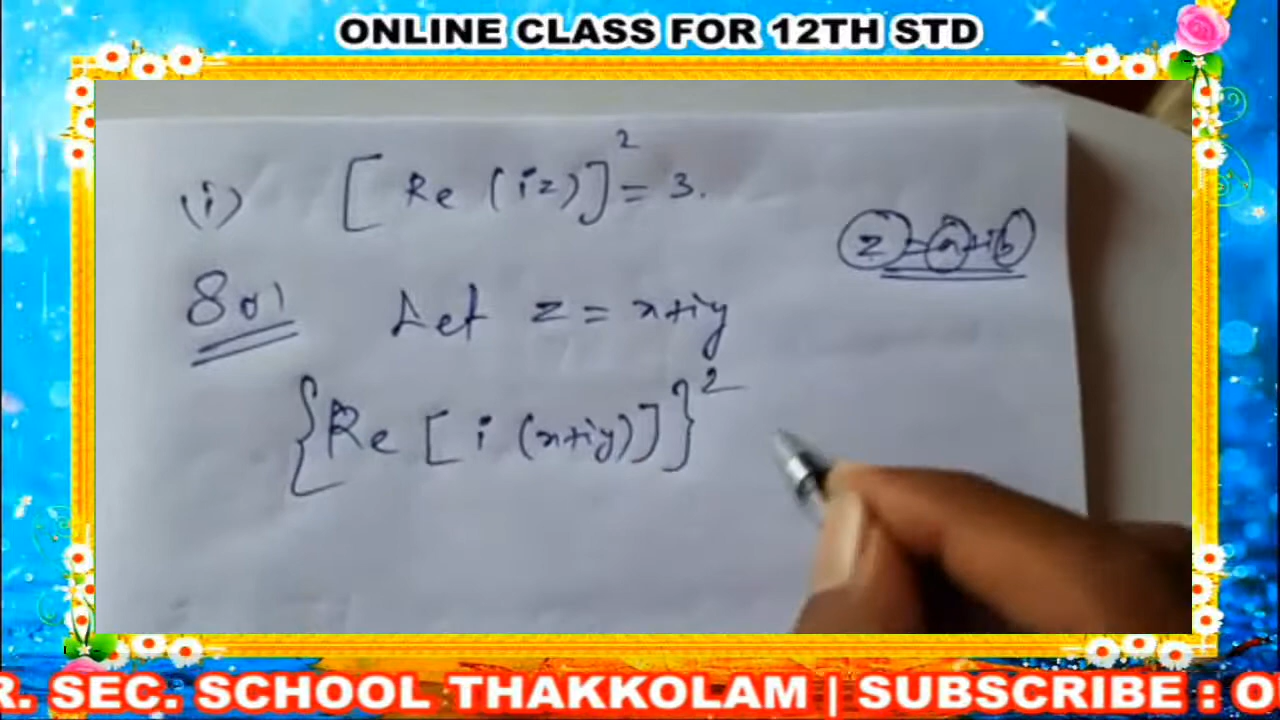 ONLINE CLASS FOR 12TH STD
(i) [Re (iz)]² = 3.
z = a+ib
Sol Let z = x+iy
{Re [i (x+iy)]}²
R. SEC. SCHOOL THAKKOLAM | SUBSCRIBE : O